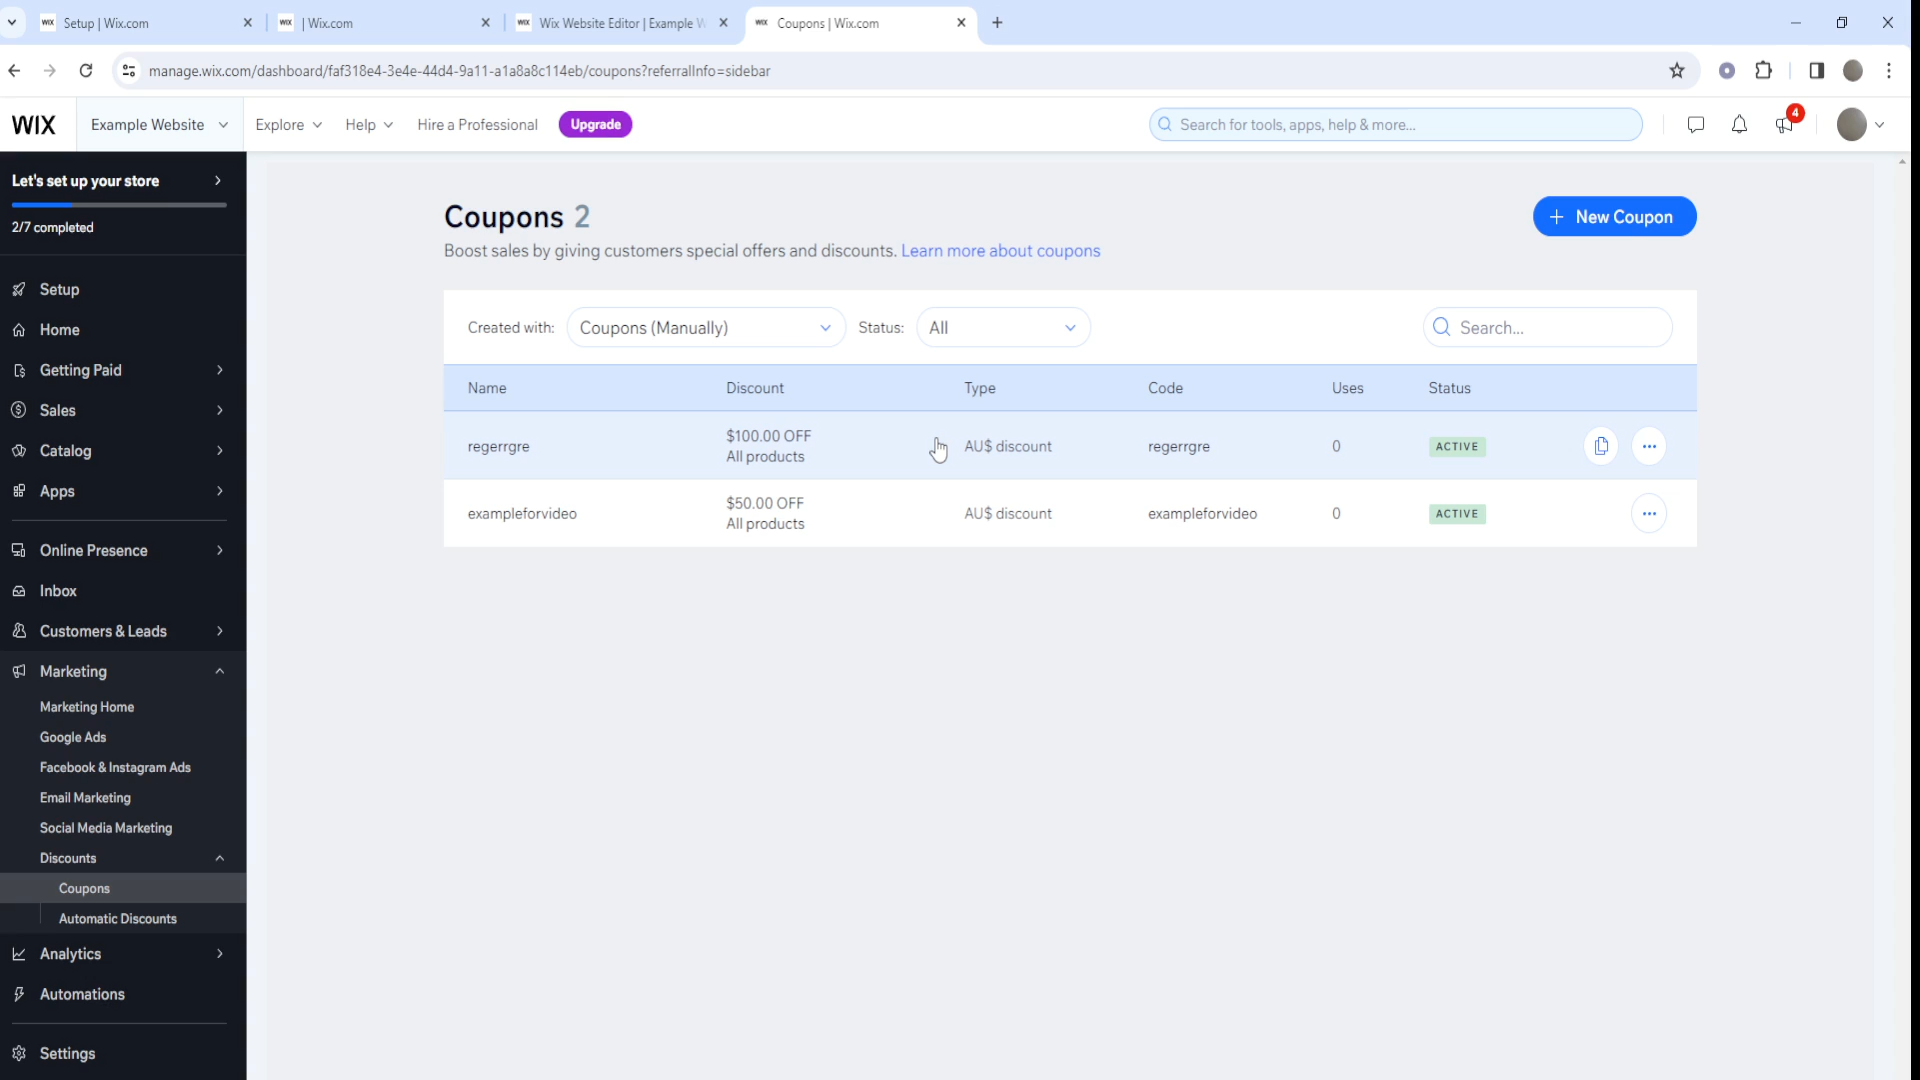 Setup | Wix.com
| Wix.com
Wix Website Editor | Example W
Coupons | Wix.com
manage.wix.com/dashboard/faf318e4-3e4e-44d4-9a11-a1a8a8c114eb/coupons?referralInfo=sidebar
WIX
Example Website
Explore
Help
Hire a Professional
Upgrade
Search for tools, apps, help & more...
4
Let's set up your store
2/7 completed
Setup
Home
Getting Paid
Sales
Catalog
Apps
Online Presence
Inbox
Customers & Leads
Marketing
Marketing Home
Google Ads
Facebook & Instagram Ads
Email Marketing
Social Media Marketing
Discounts
Coupons
Automatic Discounts
Analytics
Automations
Settings
Coupons 2
+ New Coupon
Boost sales by giving customers special offers and discounts. Learn more about coupons
Created with: Coupons (Manually) Status: All
Search...
Name Discount Type Code Uses Status
regerrgre $100.00 OFF AU$ discount regerrgre 0 ACTIVE
All products
exampleforvideo $50.00 OFF AU$ discount exampleforvideo 0 ACTIVE
All products